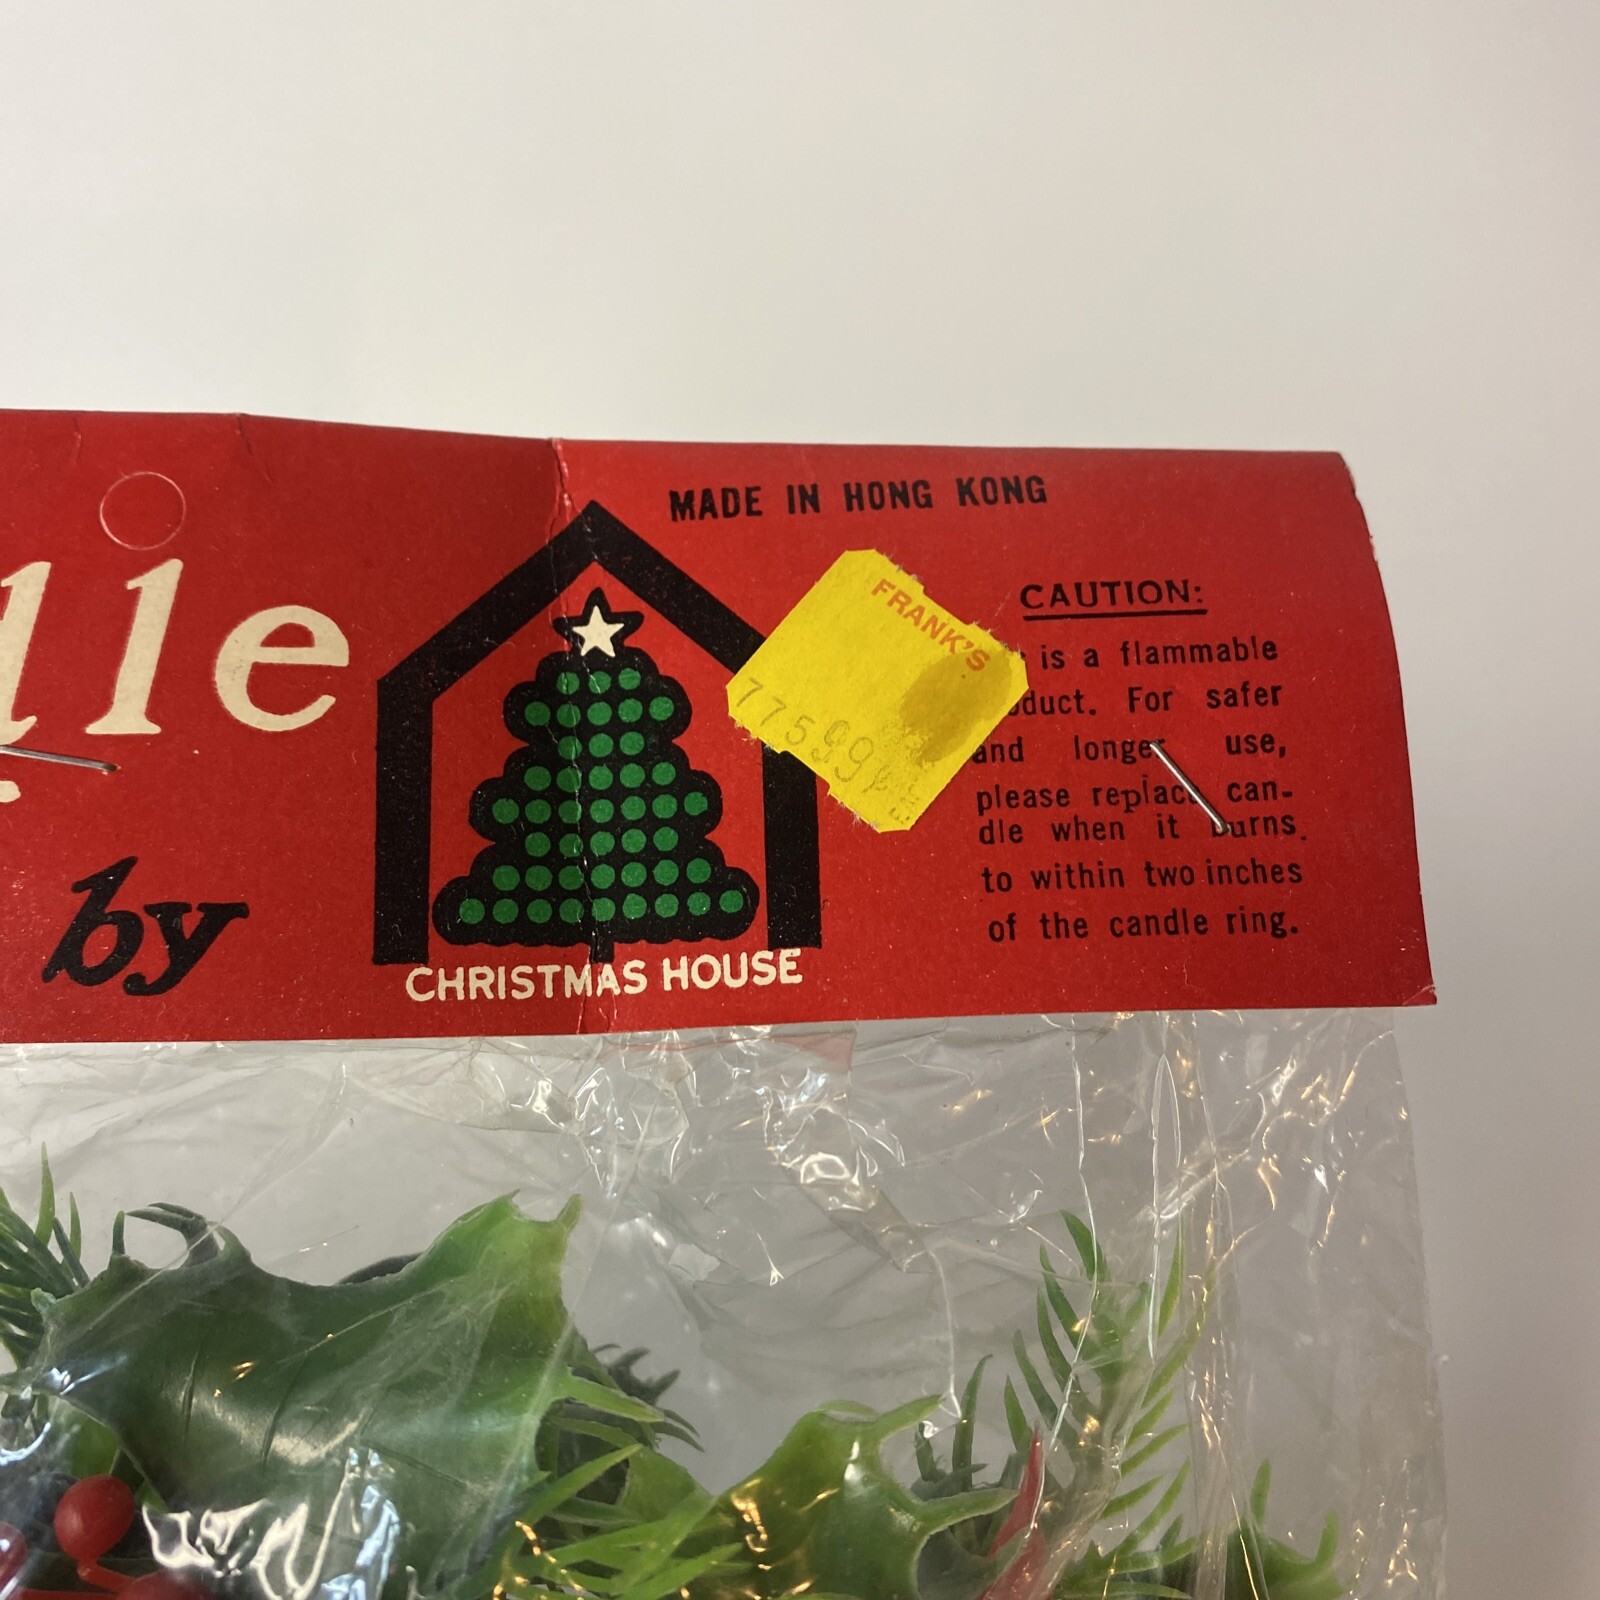 MADE IN HONG KONG
dle
by
CHRISTMAS HOUSE
FRANK'S
CAUTION:
is a flammable
duct. For safer
and longer use,
please replace can-
dle when it burns
to within two inches
of the candle ring.